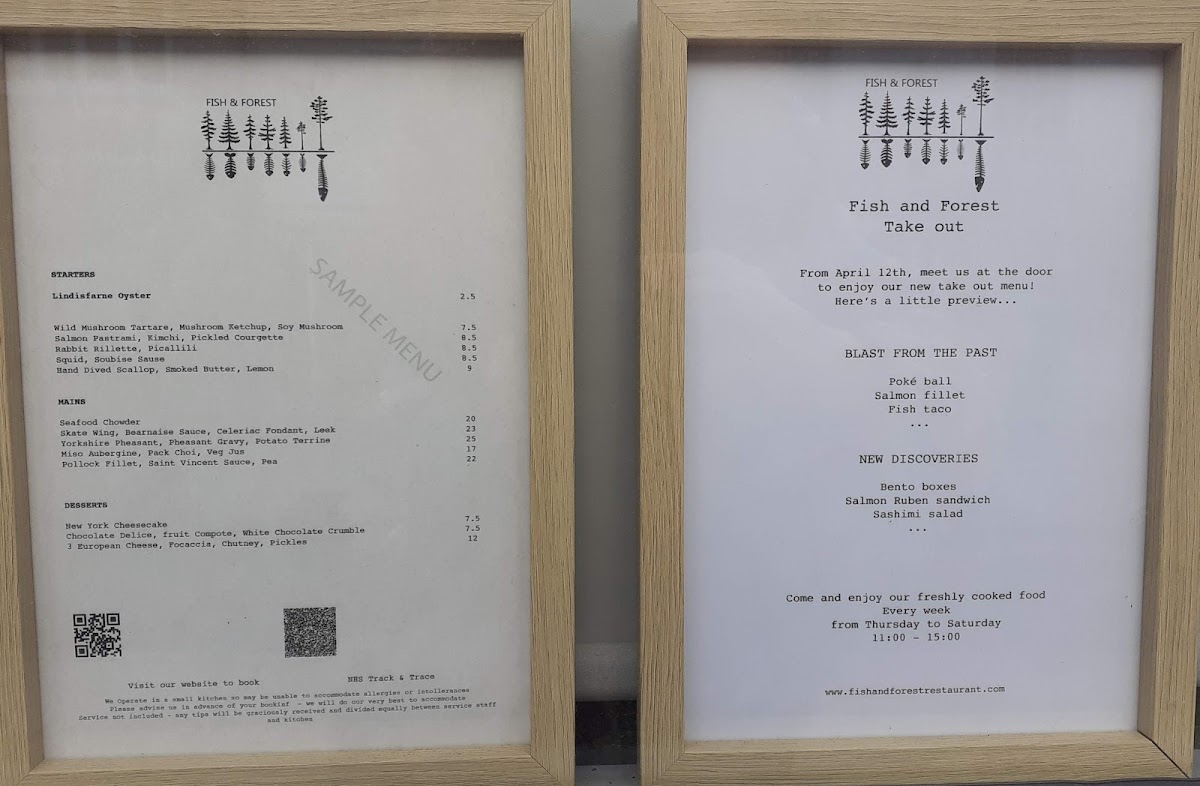 FISH & FOREST
SAMPLE MENU
STARTERS
Lindisfarne Oyster 2.5
Wild Mushroom Tartare, Mushroom Ketchup, Soy Mushroom 7.5
Salmon Pastrami, Kimchi, Pickled Courgette 8.5
Rabbit Rillette, Picallili 8.5
Squid, Soubise Sause 8.5
Hand Dived Scallop, Smoked Butter, Lemon 9
MAINS
Seafood Chowder 20
Skate Wing, Bearnaise Sauce, Celeriac Fondant, Leek 23
Yorkshire Pheasant, Pheasant Gravy, Potato Terrine 25
Miso Aubergine, Pack Choi, Veg Jus 17
Pollock Fillet, Saint Vincent Sauce, Pea 22
DESSERTS
New York Cheesecake 7.5
Chocolate Delice, fruit Compote, White Chocolate Crumble 7.5
3 European Cheese, Focaccia, Chutney, Pickles 12
Visit our website to book
NHS Track & Trace
We Operate in a small kitchen so may be unable to accommodate allergies or intollerances
Please advise us in advance of your bookinf - we will do our very best to accommodate
Service not included - any tips will be graciously received and divided equally between service staff
and kitchen
FISH & FOREST
Fish and Forest
Take out
From April 12th, meet us at the door
to enjoy our new take out menu!
Here's a little preview...
BLAST FROM THE PAST
Poké ball
Salmon fillet
Fish taco
...
NEW DISCOVERIES
Bento boxes
Salmon Ruben sandwich
Sashimi salad
...
Come and enjoy our freshly cooked food
Every week
from Thursday to Saturday
11:00 - 15:00
www.fishandforestrestaurant.com